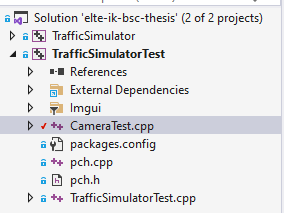 Solution 'elte-ik-bsc-thesis' (2 of 2 projects)
TrafficSimulator
TrafficSimulatorTest
References
External Dependencies
Imgui
CameraTest.cpp
packages.config
pch.cpp
pch.h
TrafficSimulatorTest.cpp